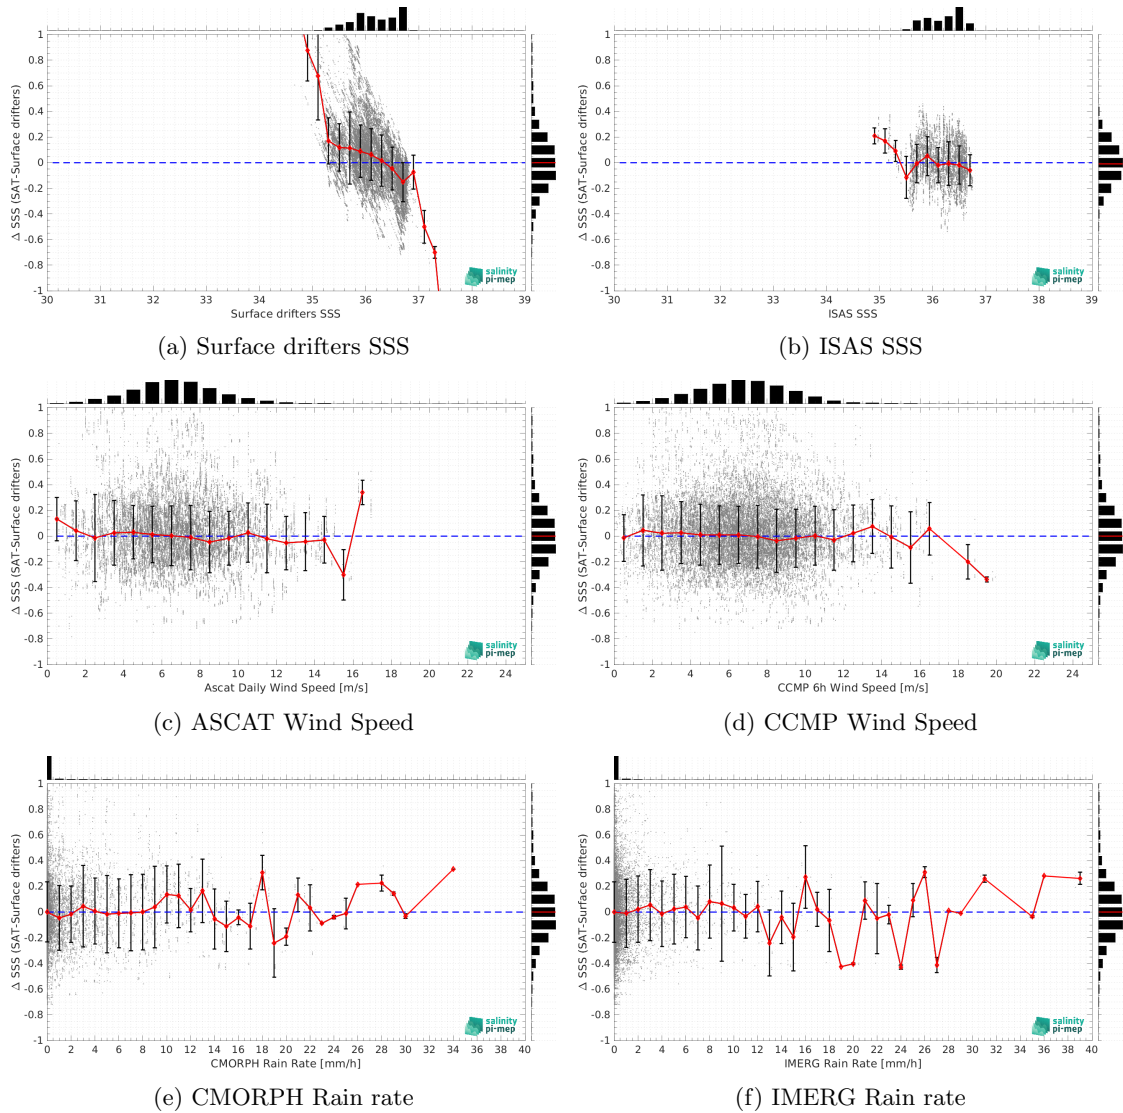 1
0.8
0.6
0.4
0.2
0
-0.2
-0.4
-0.6
-0.8
-1
Δ SSS (SAT-Surface drifters)
30 31 32 33 34 35 36 37 38 39
Surface drifters SSS
salinity
pi-mep
(a) Surface drifters SSS
1
0.8
0.6
0.4
0.2
0
-0.2
-0.4
-0.6
-0.8
-1
Δ SSS (SAT-Surface drifters)
30 31 32 33 34 35 36 37 38 39
ISAS SSS
salinity
pi-mep
(b) ISAS SSS
1
0.8
0.6
0.4
0.2
0
-0.2
-0.4
-0.6
-0.8
-1
Δ SSS (SAT-Surface drifters)
0 2 4 6 8 10 12 14 16 18 20 22 24
Ascat Daily Wind Speed [m/s]
salinity
pi-mep
(c) ASCAT Wind Speed
1
0.8
0.6
0.4
0.2
0
-0.2
-0.4
-0.6
-0.8
-1
Δ SSS (SAT-Surface drifters)
0 2 4 6 8 10 12 14 16 18 20 22 24
CCMP 6h Wind Speed [m/s]
salinity
pi-mep
(d) CCMP Wind Speed
1
0.8
0.6
0.4
0.2
0
-0.2
-0.4
-0.6
-0.8
-1
Δ SSS (SAT-Surface drifters)
0 2 4 6 8 10 12 14 16 18 20 22 24 26 28 30 32 34 36 38 40
CMORPH Rain Rate [mm/h]
salinity
pi-mep
(e) CMORPH Rain rate
1
0.8
0.6
0.4
0.2
0
-0.2
-0.4
-0.6
-0.8
-1
Δ SSS (SAT-Surface drifters)
0 2 4 6 8 10 12 14 16 18 20 22 24 26 28 30 32 34 36 38 40
IMERG Rain Rate [mm/h]
salinity
pi-mep
(f) IMERG Rain rate